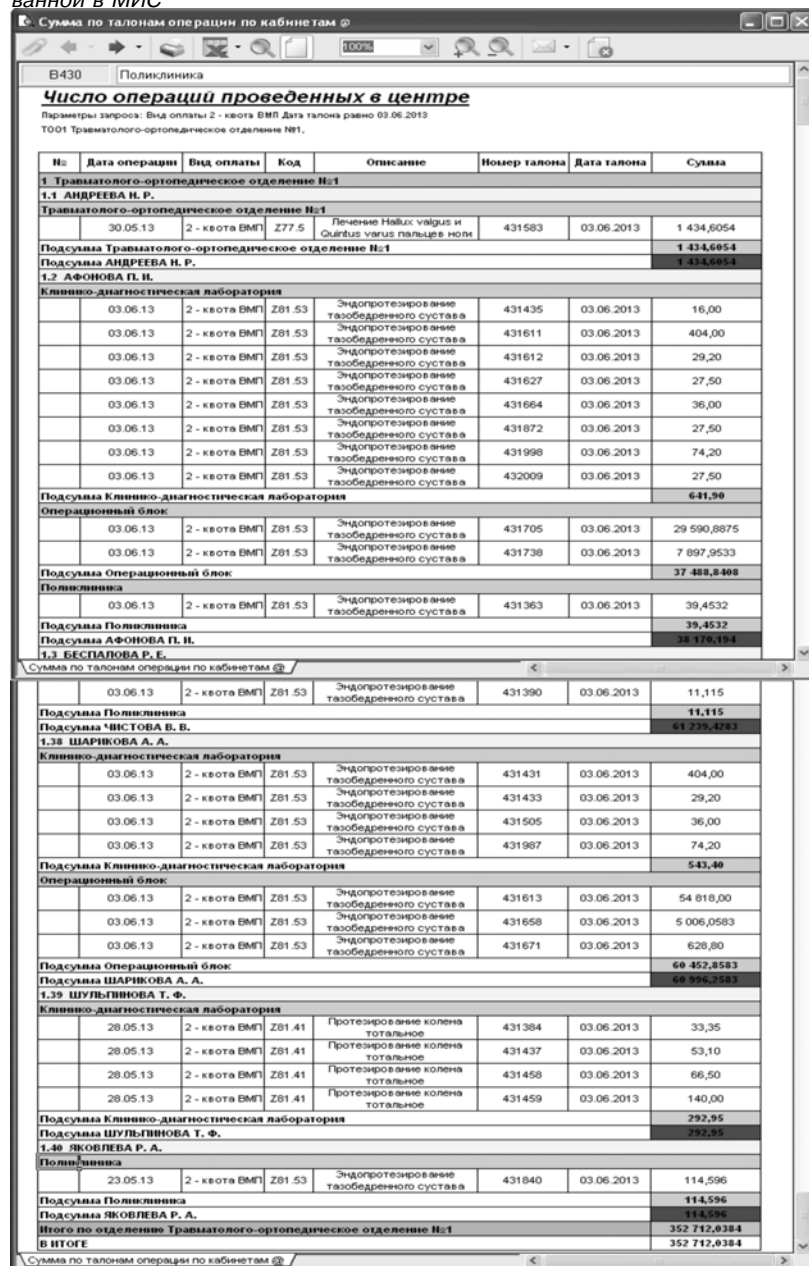 ванной в МИС
Сумма по талонам операции по кабинетам @
100%
В430 Поликлиника
Число операций проведенных в центре
Параметры запроса: Вид оплаты 2 - квота ВМП Дата талона равно 03.06.2013
ТОО1 Травматолого-ортопедическое отделение №1,
№ Дата операции Вид оплаты Код Описание Номер талона Дата талона Сумма
1 Травматолого-ортопедическое отделение №1
1.1 АНДРЕЕВА Н. Р.
Травматолого-ортопедическое отделение №1
30.05.13 2 - квота ВМП Z77.5 Лечение Hallux valgus и Quintus varus пальцев ноги 431583 03.06.2013 1 434,6054
Подсумма Травматолого-ортопедическое отделение №1 1 434,6054
Подсумма АНДРЕЕВА Н. Р. 1 434,6054
1.2 АФОНОВА П. И.
Клинико-диагностическая лаборатория
03.06.13 2 - квота ВМП Z81.53 Эндопротезирование тазобедренного сустава 431435 03.06.2013 16,00
03.06.13 2 - квота ВМП Z81.53 Эндопротезирование тазобедренного сустава 431611 03.06.2013 404,00
03.06.13 2 - квота ВМП Z81.53 Эндопротезирование тазобедренного сустава 431612 03.06.2013 29,20
03.06.13 2 - квота ВМП Z81.53 Эндопротезирование тазобедренного сустава 431627 03.06.2013 27,50
03.06.13 2 - квота ВМП Z81.53 Эндопротезирование тазобедренного сустава 431664 03.06.2013 36,00
03.06.13 2 - квота ВМП Z81.53 Эндопротезирование тазобедренного сустава 431872 03.06.2013 27,50
03.06.13 2 - квота ВМП Z81.53 Эндопротезирование тазобедренного сустава 431998 03.06.2013 74,20
03.06.13 2 - квота ВМП Z81.53 Эндопротезирование тазобедренного сустава 432009 03.06.2013 27,50
Подсумма Клинико-диагностическая лаборатория 641,90
Операционный блок
03.06.13 2 - квота ВМП Z81.53 Эндопротезирование тазобедренного сустава 431705 03.06.2013 29 590,8875
03.06.13 2 - квота ВМП Z81.53 Эндопротезирование тазобедренного сустава 431738 03.06.2013 7 897,9533
Подсумма Операционный блок 37 488,8408
Поликлиника
03.06.13 2 - квота ВМП Z81.53 Эндопротезирование тазобедренного сустава 431363 03.06.2013 39,4532
Подсумма Поликлиника 39,4532
Подсумма АФОНОВА П. И. 38 170,194
1.3 БЕСПАЛОВА Р. Е.
Сумма по талонам операции по кабинетам @
03.06.13 2 - квота ВМП Z81.53 Эндопротезирование тазобедренного сустава 431390 03.06.2013 11,115
Подсумма Поликлиника 11,115
Подсумма ЧИСТОВА В. В. 61 239,4283
1.38 ШАРИКОВА А. А.
Клинико-диагностическая лаборатория
03.06.13 2 - квота ВМП Z81.53 Эндопротезирование тазобедренного сустава 431431 03.06.2013 404,00
03.06.13 2 - квота ВМП Z81.53 Эндопротезирование тазобедренного сустава 431433 03.06.2013 29,20
03.06.13 2 - квота ВМП Z81.53 Эндопротезирование тазобедренного сустава 431505 03.06.2013 36,00
03.06.13 2 - квота ВМП Z81.53 Эндопротезирование тазобедренного сустава 431987 03.06.2013 74,20
Подсумма Клинико-диагностическая лаборатория 543,40
Операционный блок
03.06.13 2 - квота ВМП Z81.53 Эндопротезирование тазобедренного сустава 431613 03.06.2013 54 818,00
03.06.13 2 - квота ВМП Z81.53 Эндопротезирование тазобедренного сустава 431658 03.06.2013 5 006,0583
03.06.13 2 - квота ВМП Z81.53 Эндопротезирование тазобедренного сустава 431671 03.06.2013 628,80
Подсумма Операционный блок 60 452,8583
Подсумма ШАРИКОВА А. А. 60 996,2583
1.39 ШУЛЬПИНОВА Т. Ф.
Клинико-диагностическая лаборатория
28.05.13 2 - квота ВМП Z81.41 Протезирование колена тотальное 431384 03.06.2013 33,35
28.05.13 2 - квота ВМП Z81.41 Протезирование колена тотальное 431437 03.06.2013 53,10
28.05.13 2 - квота ВМП Z81.41 Протезирование колена тотальное 431458 03.06.2013 66,50
28.05.13 2 - квота ВМП Z81.41 Протезирование колена тотальное 431459 03.06.2013 140,00
Подсумма Клинико-диагностическая лаборатория 292,95
Подсумма ШУЛЬПИНОВА Т. Ф. 292,95
1.40 ЯКОВЛЕВА Р. А.
Поликлиника
23.05.13 2 - квота ВМП Z81.53 Эндопротезирование тазобедренного сустава 431840 03.06.2013 114,596
Подсумма Поликлиника 114,596
Подсумма ЯКОВЛЕВА Р. А. 114,596
Итого по отделению Травматолого-ортопедическое отделение №1 352 712,0384
В ИТОГЕ 352 712,0384
Сумма по талонам операции по кабинетам @